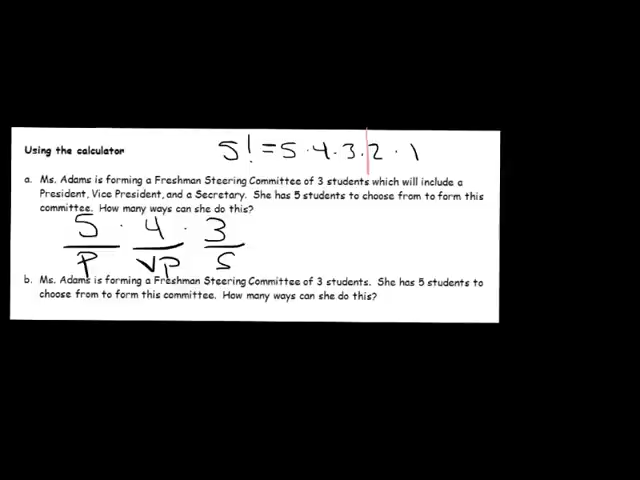 Using the calculator 5! = 5 · 4 · 3 · 2 · 1
a. Ms. Adams is forming a Freshman Steering Committee of 3 students which will include a
President, Vice President, and a Secretary. She has 5 students to choose from to form this
committee. How many ways can she do this?
5 · 4 · 3
P VP S
b. Ms. Adams is forming a Freshman Steering Committee of 3 students. She has 5 students to
choose from to form this committee. How many ways can she do this?